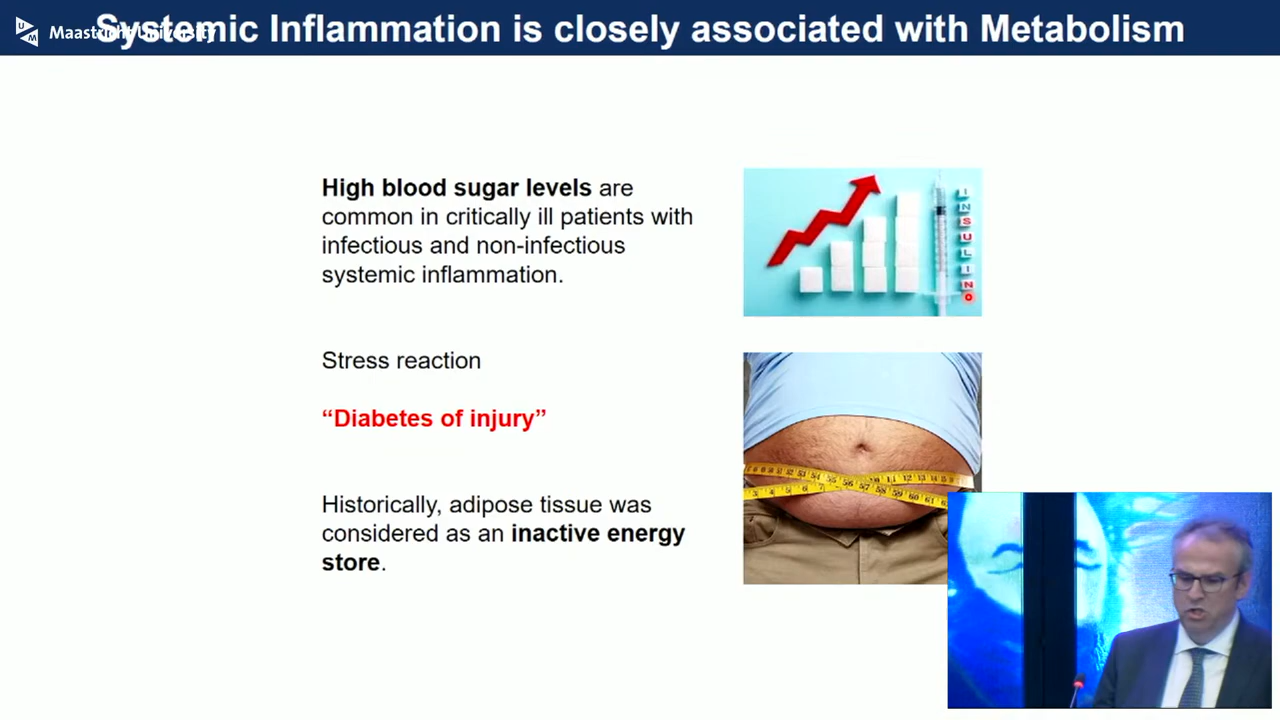 Systemic Inflammation is closely associated with Metabolism
Maastricht University
High blood sugar levels are
common in critically ill patients with
infectious and non-infectious
systemic inflammation.
INSULINO
Stress reaction
“Diabetes of injury”
Historically, adipose tissue was
considered as an inactive energy
store.